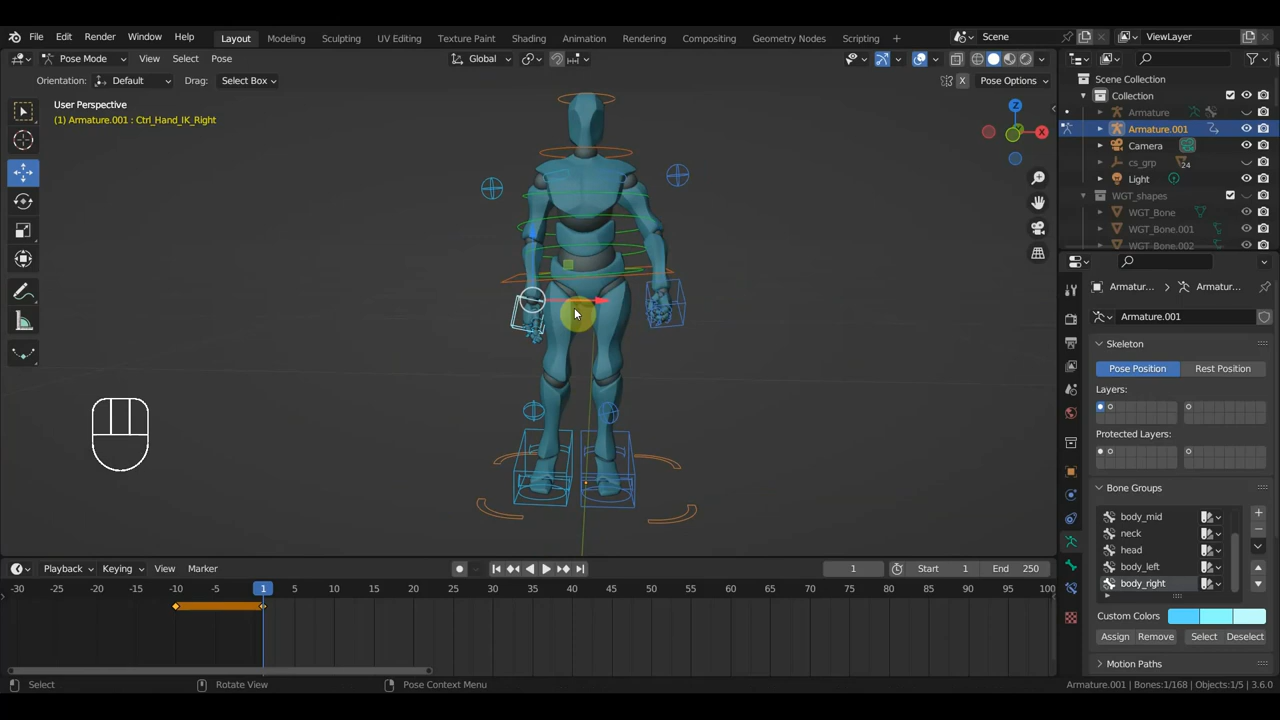 File Edit Render Window Help Layout Modeling Sculpting UV Editing Texture Paint Shading Animation Rendering Compositing Geometry Nodes Scripting + Scene ViewLayer
Pose Mode View Select Pose Global
Orientation: Default Drag: Select Box X Pose Options
Scene Collection
Collection
Armature
Armature.001
Camera
cs_grp 24
Light
WGT_shapes
WGT_Bone
WGT_Bone.001
WGT_Bone.002
User Perspective
(1) Armature.001 : Ctrl_Hand_IK_Right
Z
X
Armatur... Armatur...
Armature.001
Skeleton
Pose Position Rest Position
Layers:
Protected Layers:
Bone Groups
body_mid
neck
head
body_left
body_right
Custom Colors
Assign Remove Select Deselect
Motion Paths
Playback Keying View Marker 1 Start 1 End 250
-25 -20 -15 -10 -5 1 5 10 15 20 25 30 35 40 45 50 55 60 65 70 75 80 85 90 95 100
Select Rotate View Pose Context Menu Armature.001 | Bones:1/168 | Objects:1/5 | 3.6.0